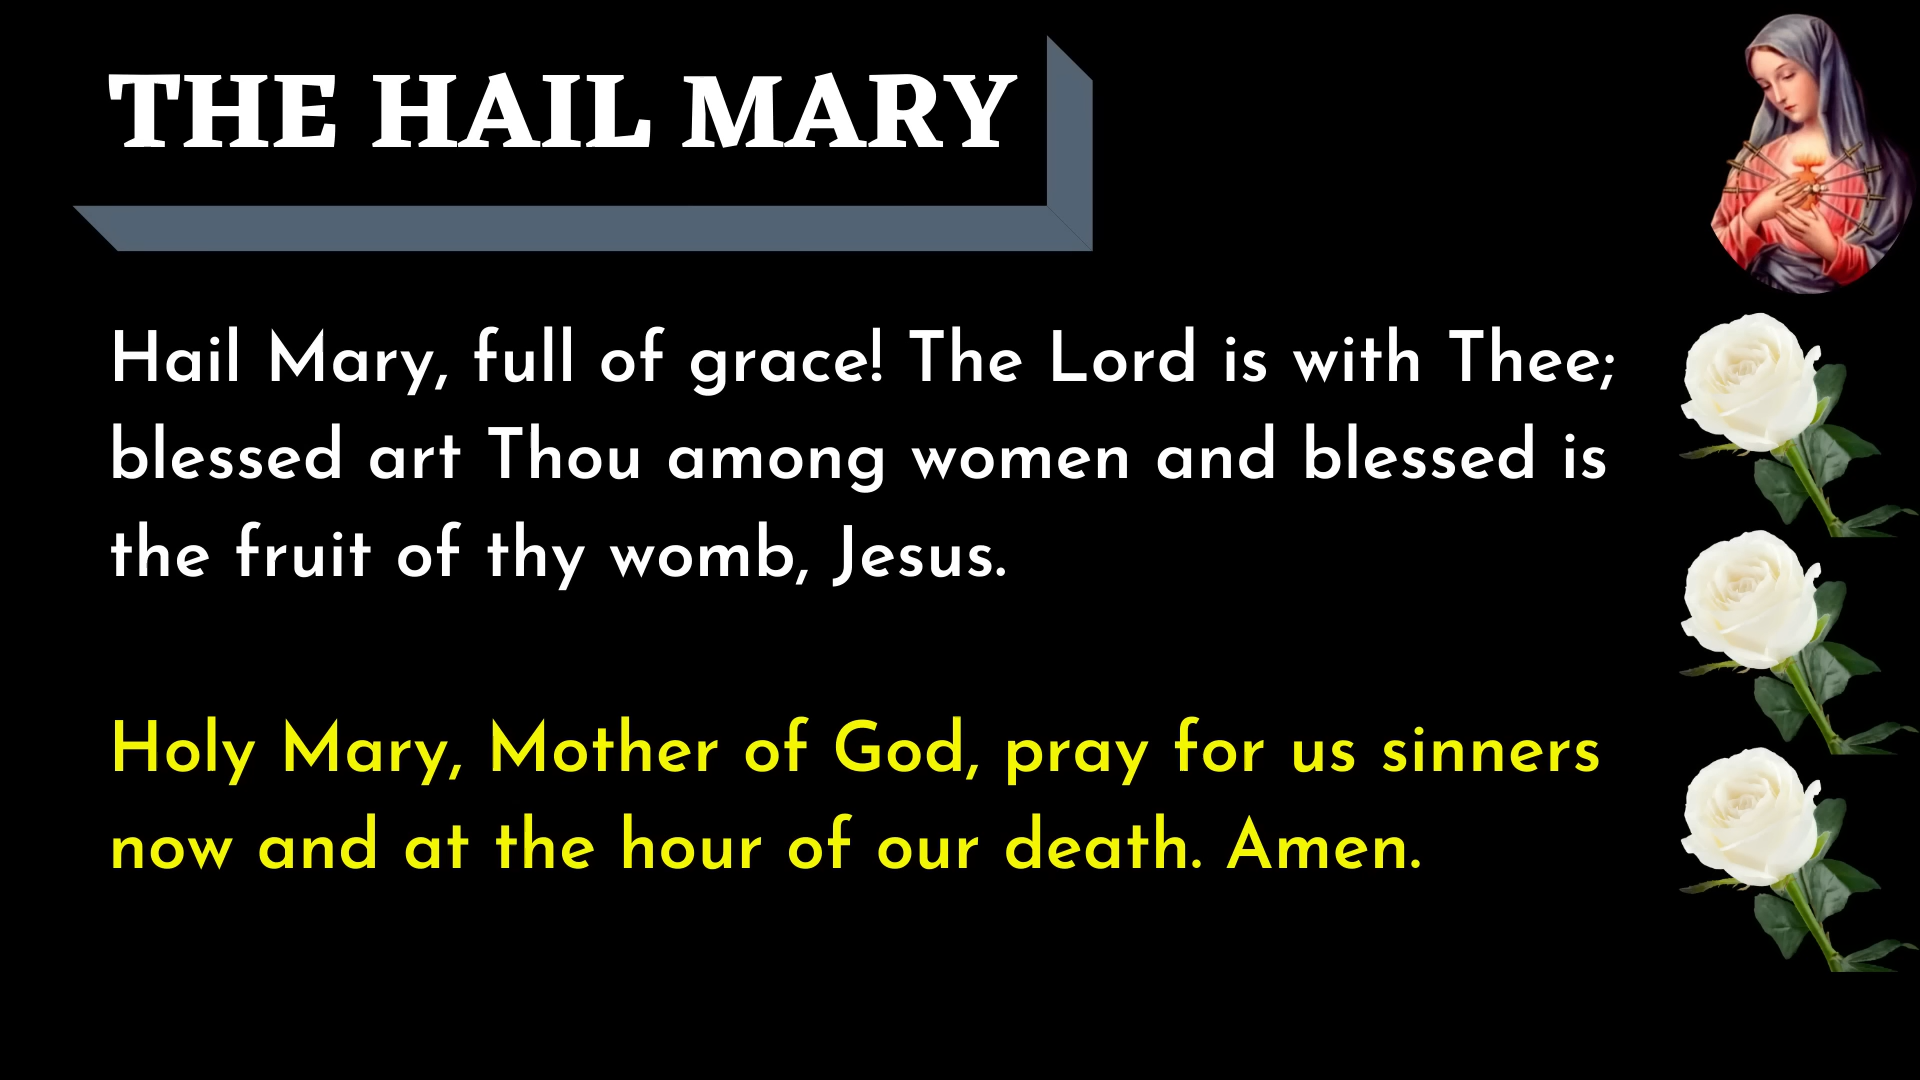 THE HAIL MARY
Hail Mary, full of grace! The Lord is with Thee;
blessed art Thou among women and blessed is
the fruit of thy womb, Jesus.
Holy Mary, Mother of God, pray for us sinners
now and at the hour of our death. Amen.